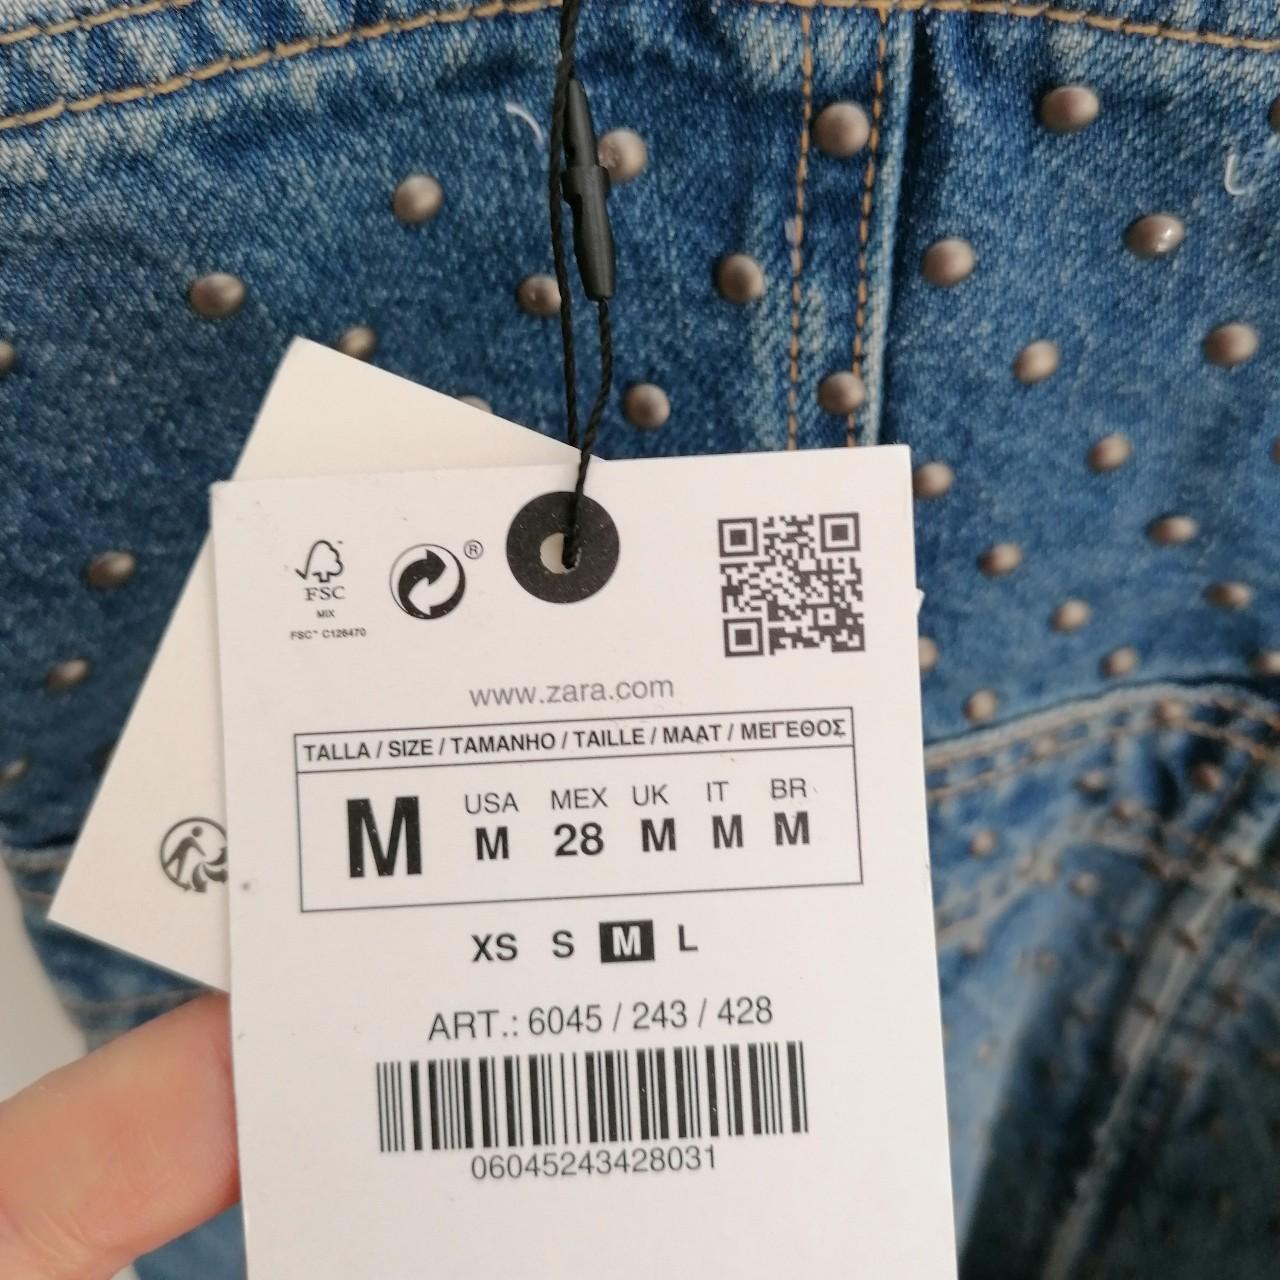 FSC
MIX
FSC™ C126470
®
www.zara.com
TALLA / SIZE / TAMANHO / TAILLE / MAAT / ΜΕΓΕΘΟΣ
M
USA MEX UK IT BR
M 28 M M M
XS S M L
ART.: 6045 / 243 / 428
06045243428031